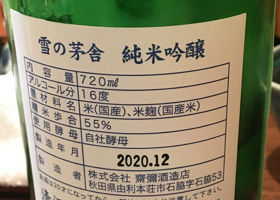 雪の茅舎 純米吟醸
内容容量 720ml
アルコール分 16度
原材料名 米(国産)、米麹(国産米)
精米歩合 55%
使用酵母 自社酵母
製造年月 2020.12
製造者 株式会社 齋彌酒造店
秋田県由利本荘市石脇字石脇53